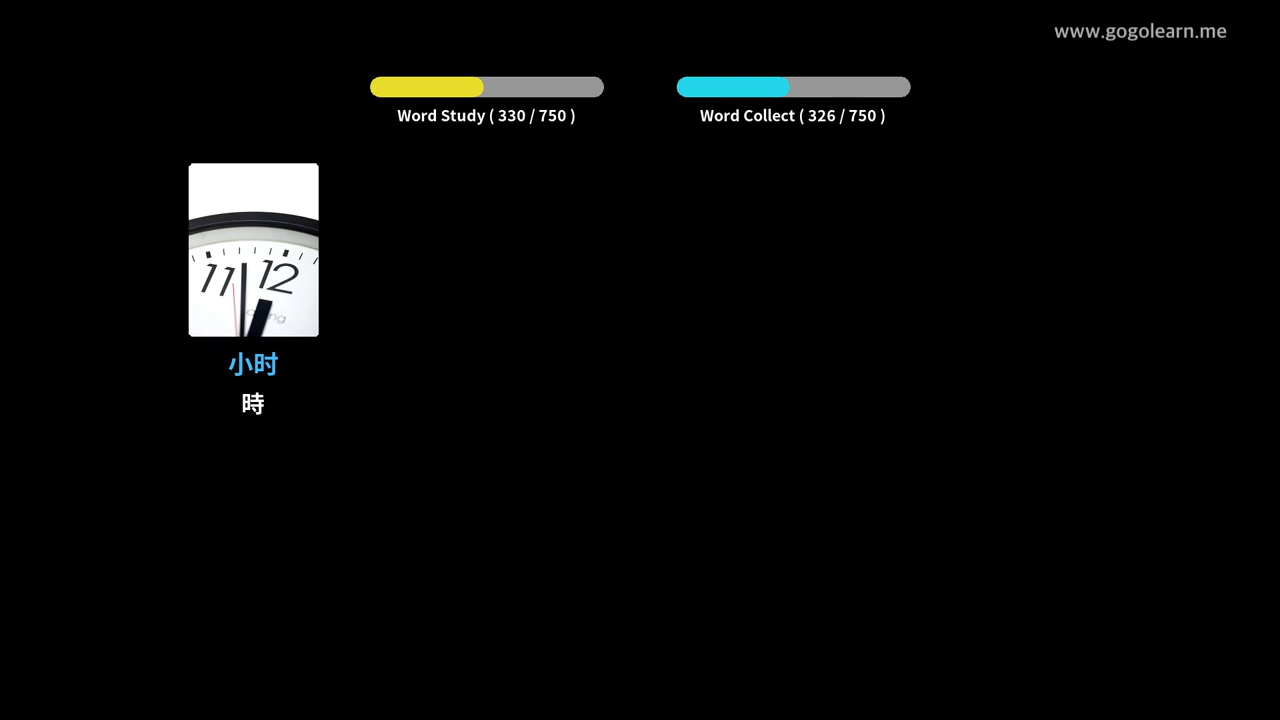 www.gogolearn.me
Word Study ( 330 / 750 )
Word Collect ( 326 / 750 )
11 12
小时
時